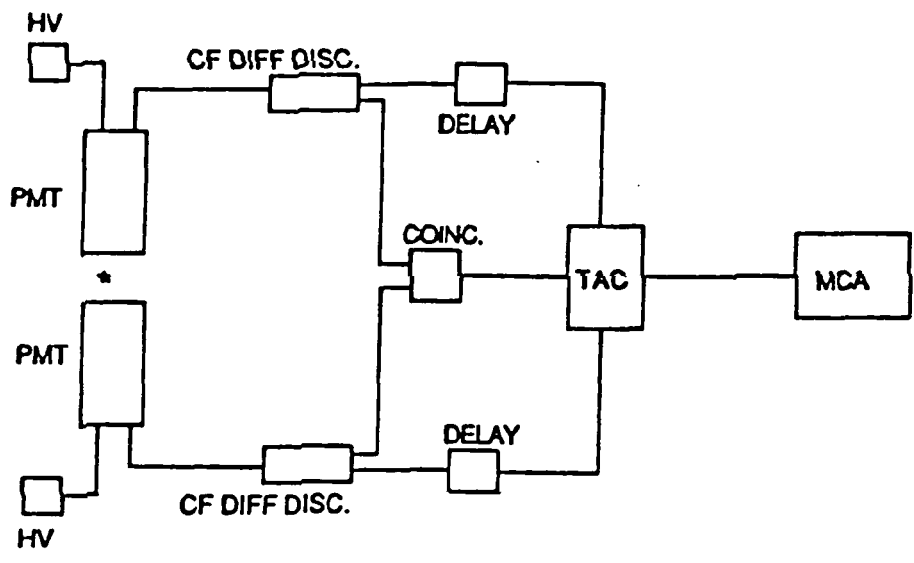 HV
CF DIFF DISC.
DELAY
PMT
COINC.
*
TAC
MCA
PMT
DELAY
CF DIFF DISC.
HV